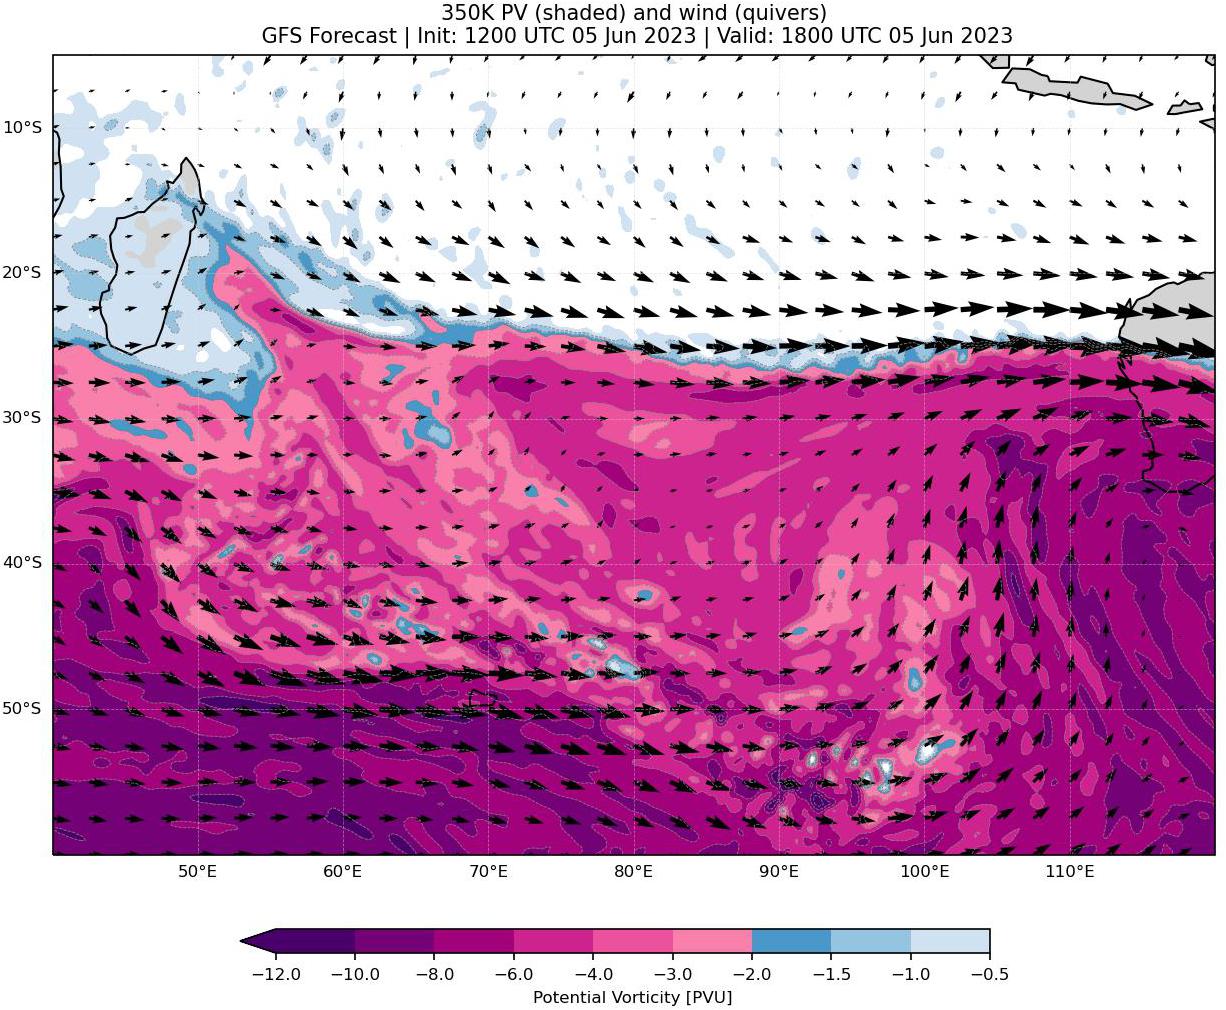 350K PV (shaded) and wind (quivers)
GFS Forecast | Init: 1200 UTC 05 Jun 2023 | Valid: 1800 UTC 05 Jun 2023
10°S
20°S
30°S
40°S
50°S
50°E 60°E 70°E 80°E 90°E 100°E 110°E
−12.0 −10.0 −8.0 −6.0 −4.0 −3.0 −2.0 −1.5 −1.0 −0.5
Potential Vorticity [PVU]